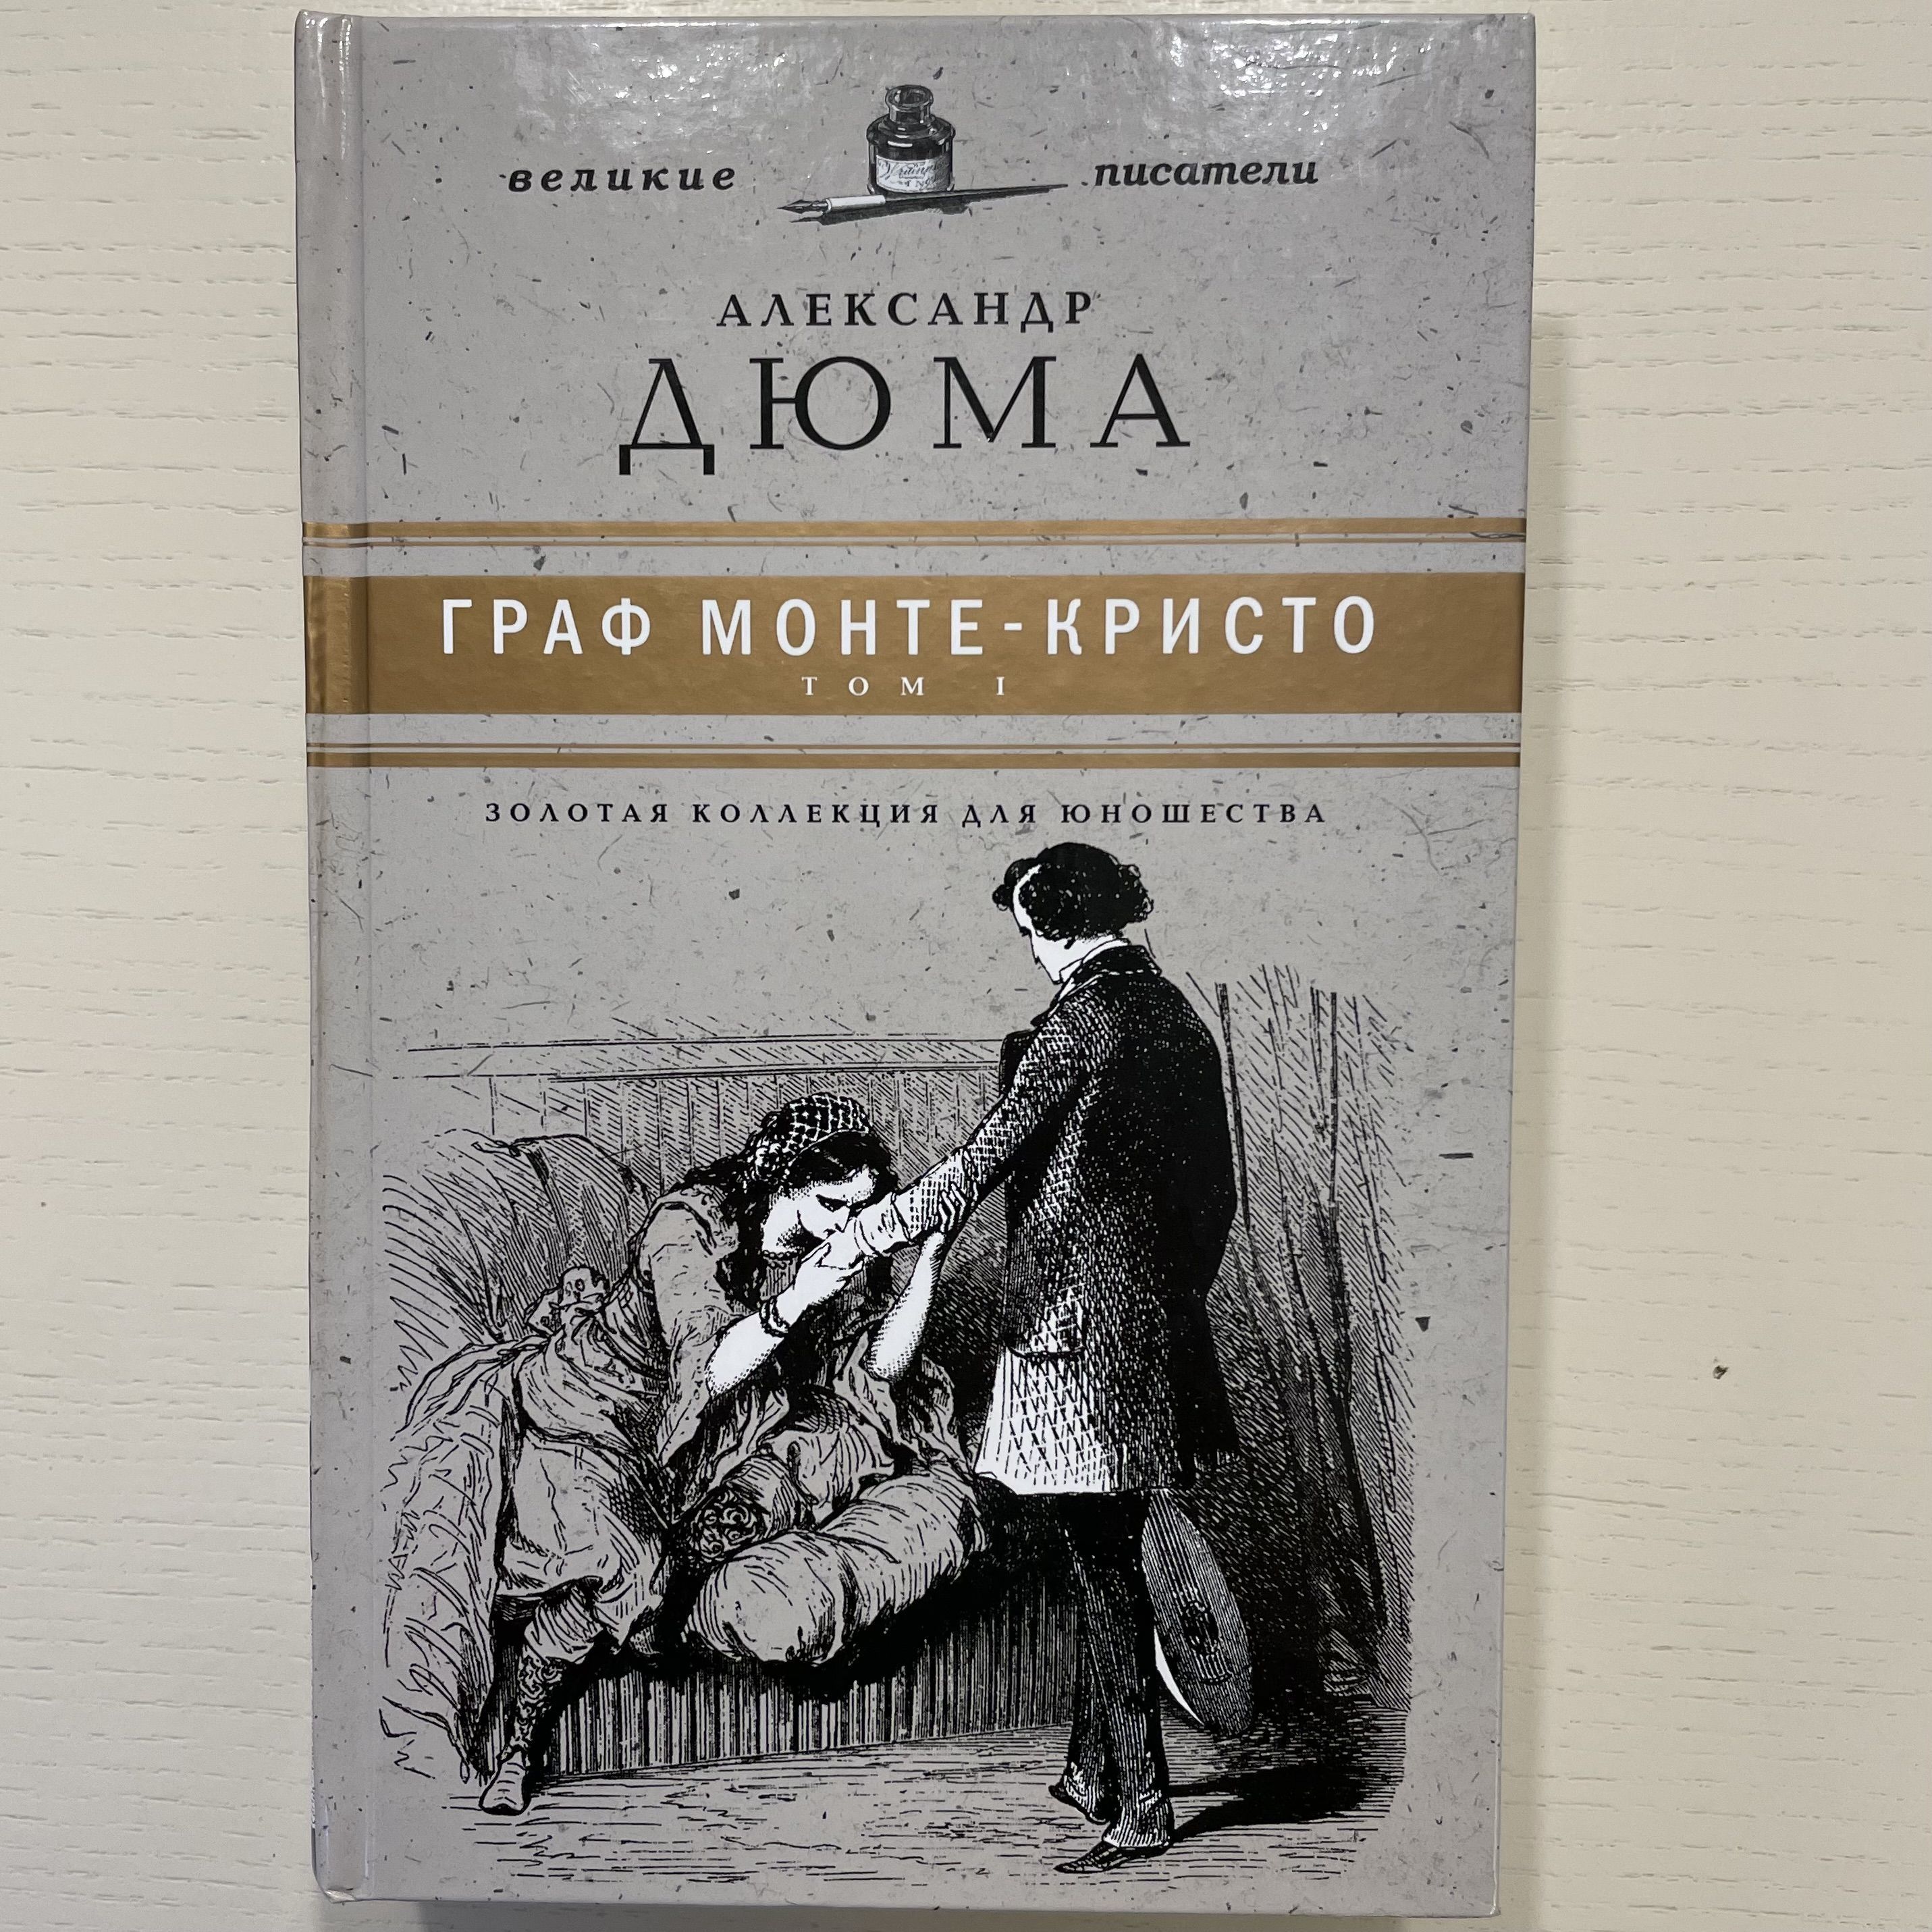 великие писатели
АЛЕКСАНДР
ДЮМА
ГРАФ МОНТЕ-КРИСТО
ТОМ I
ЗОЛОТАЯ КОЛЛЕКЦИЯ ДЛЯ ЮНОШЕСТВА